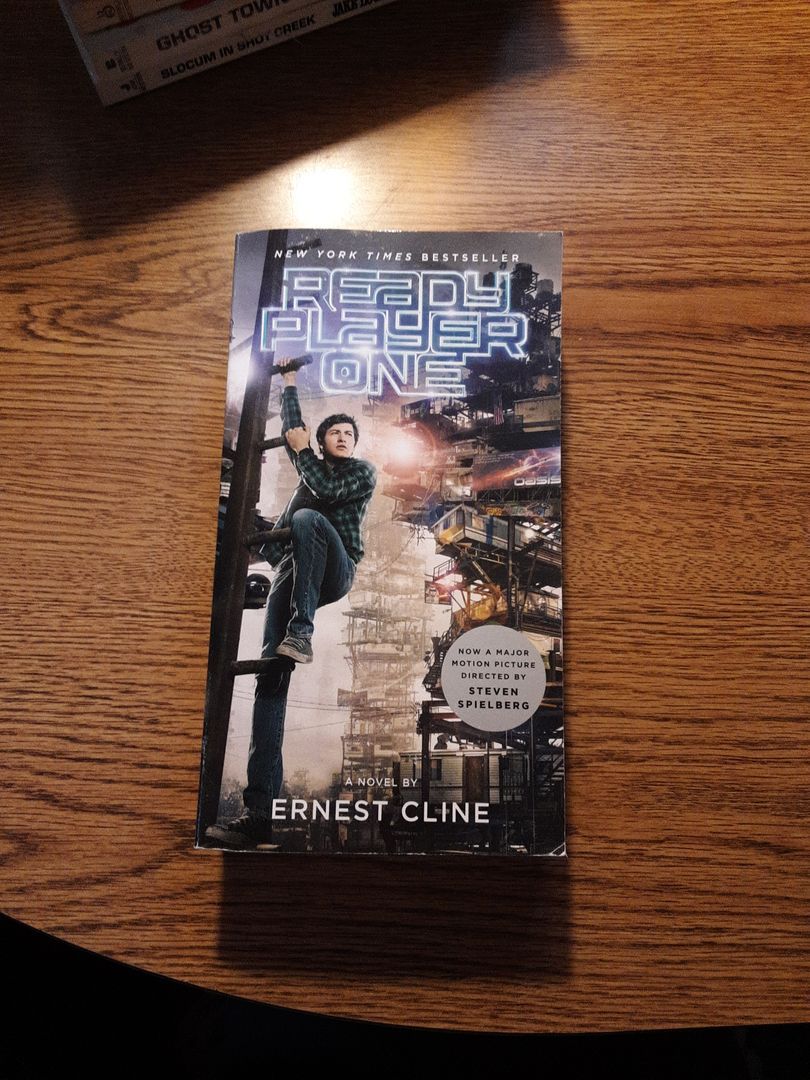 GHOST TOWN
SLOCUM IN SHOT CREEK
NEW YORK TIMES BESTSELLER
READY
PLAYER
ONE
OASIS
NOW A MAJOR
MOTION PICTURE
DIRECTED BY
STEVEN
SPIELBERG
A NOVEL BY
ERNEST CLINE